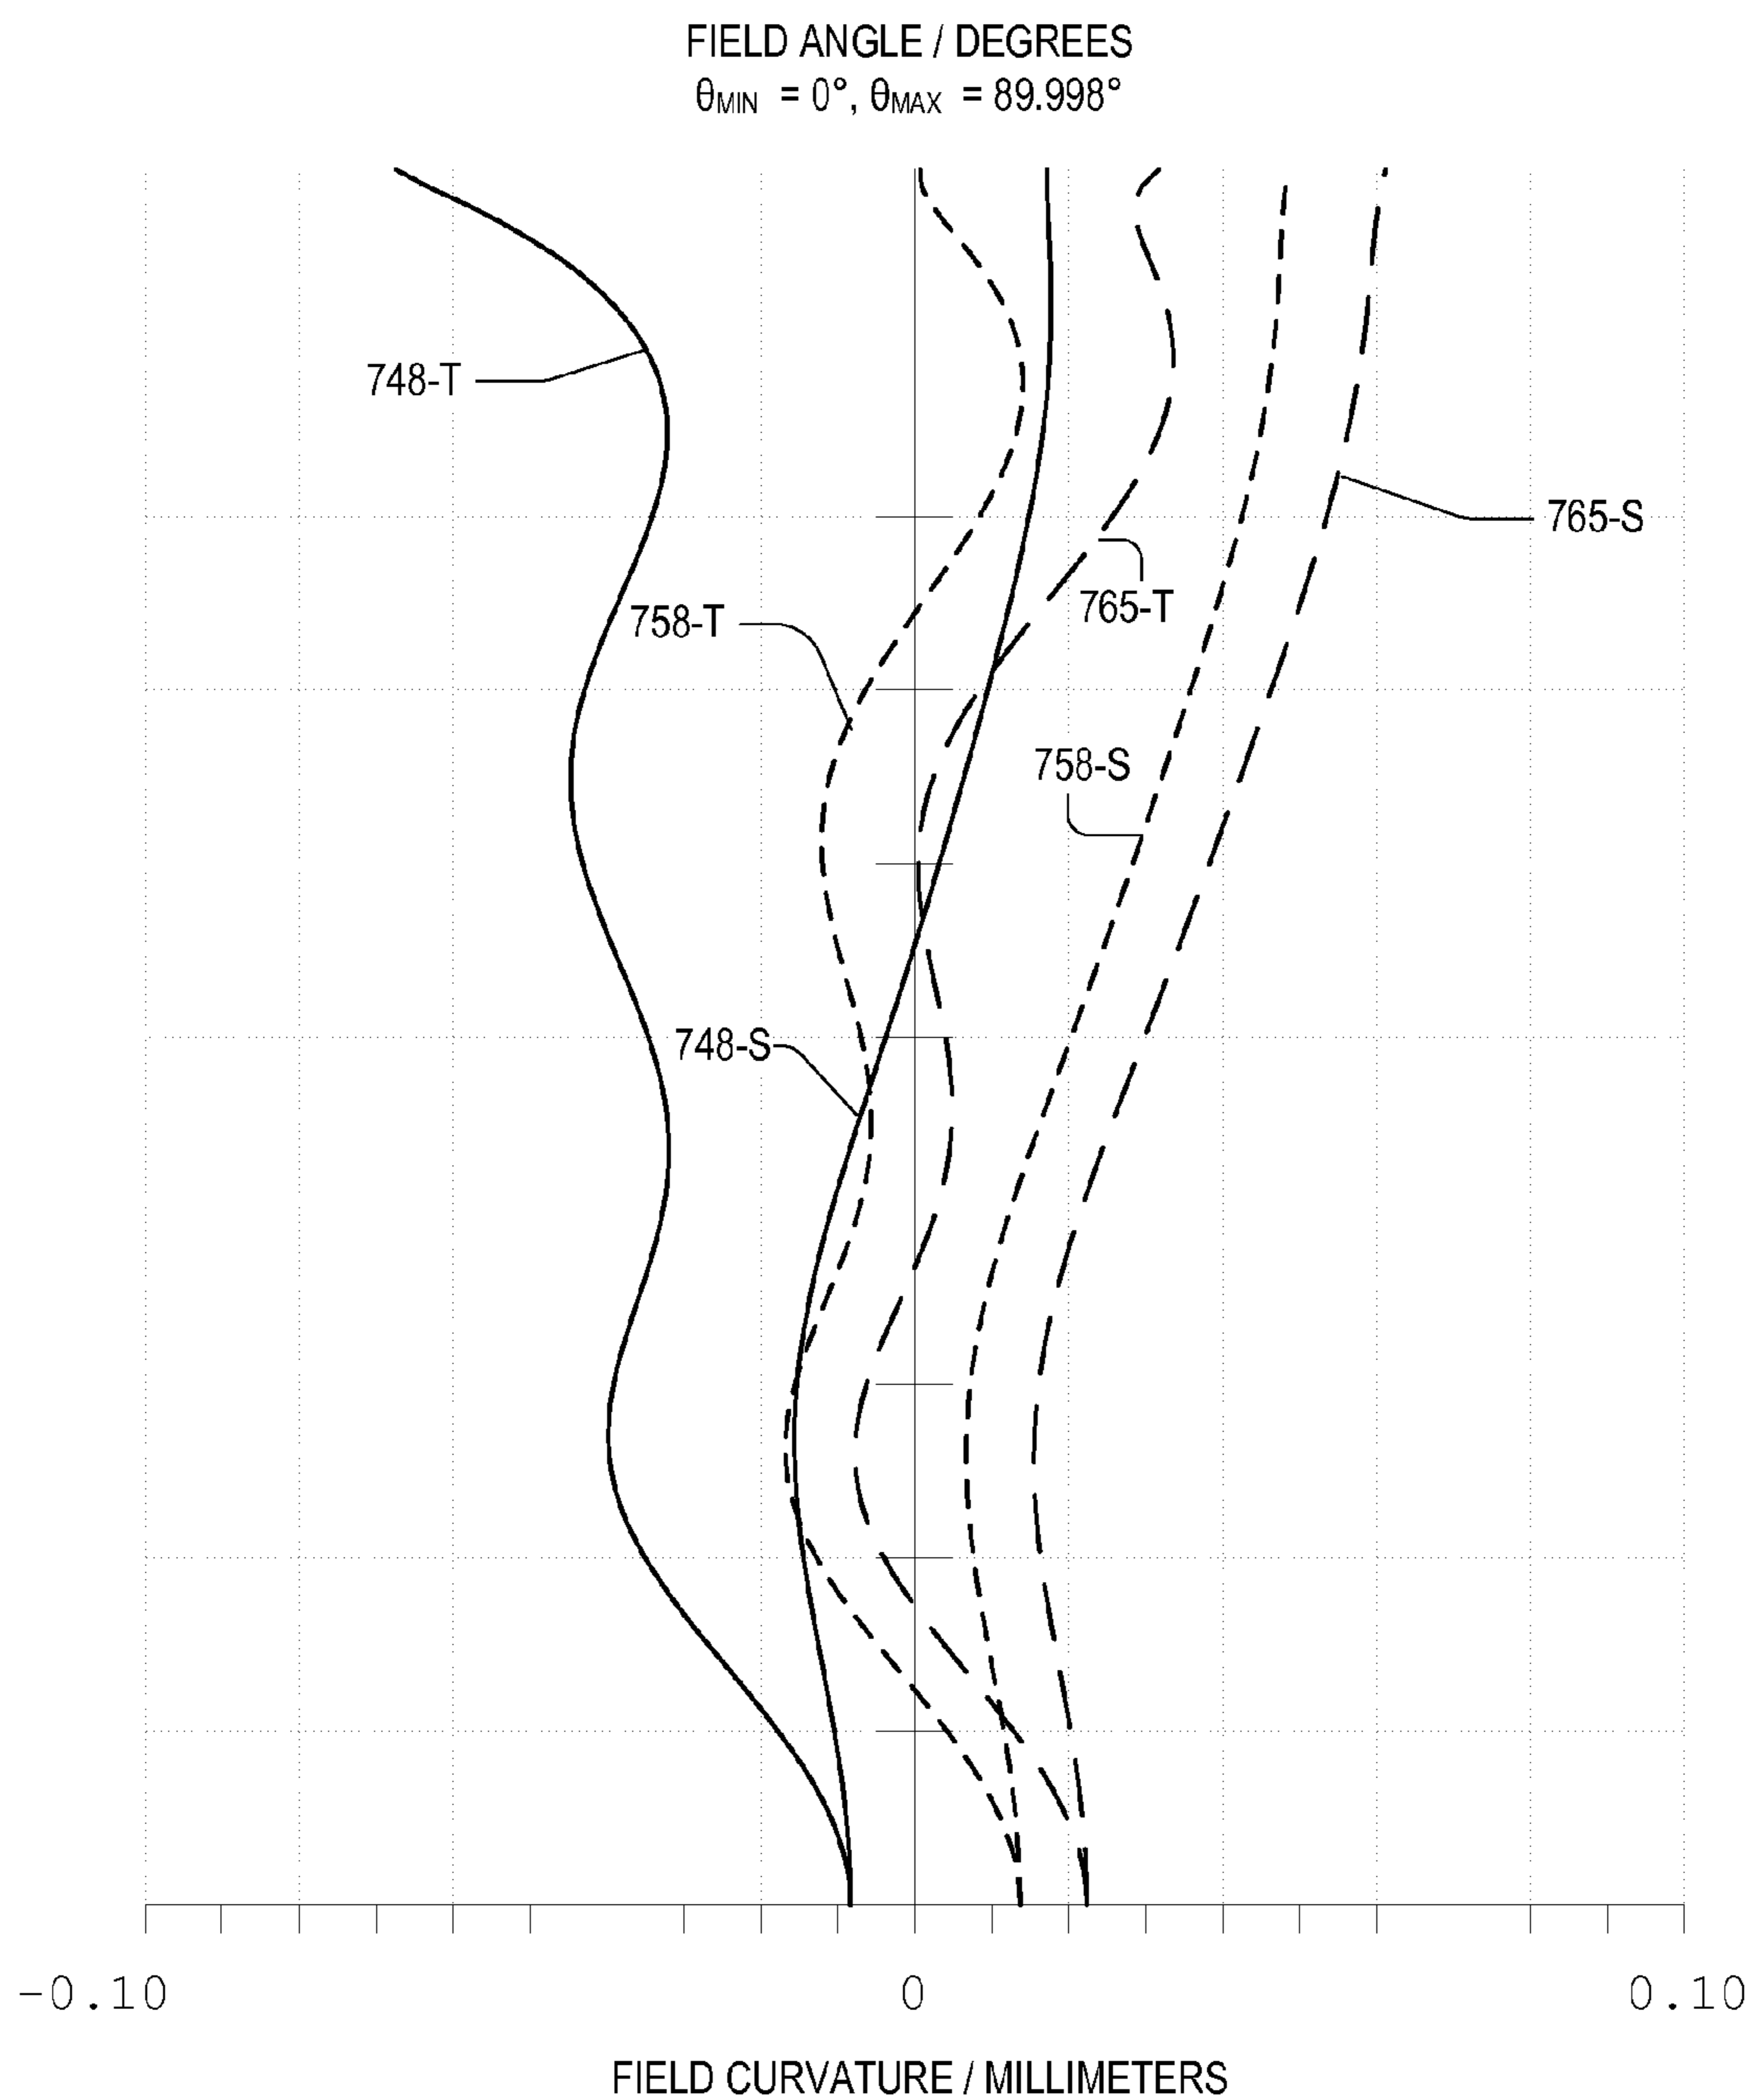 FIELD ANGLE / DEGREES
θMIN = 0°, θMAX = 89.998°
748-T
765-S
765-T
758-T
758-S
748-S
-0.10 0 0.10
FIELD CURVATURE / MILLIMETERS